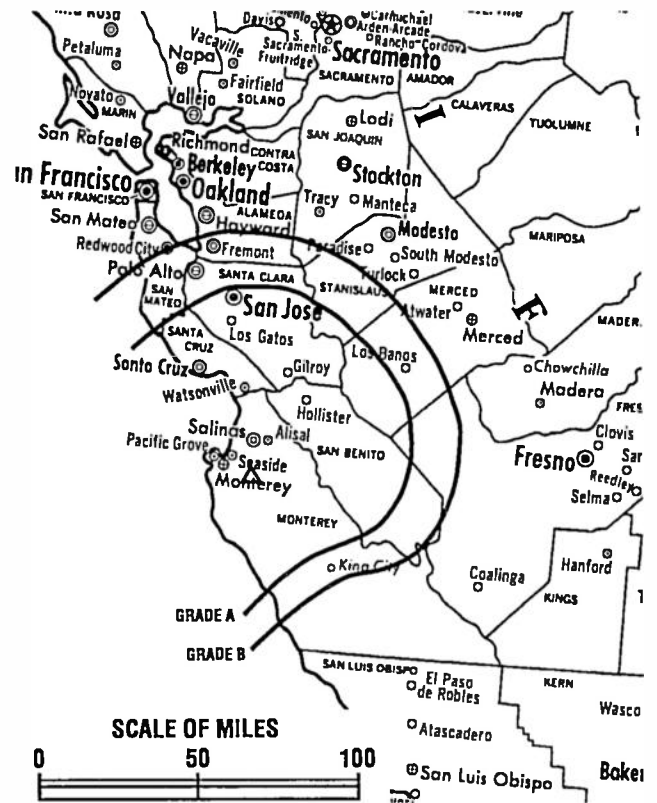 Petaluma
Napa
Vacaville
Davis
Arden-Arcade
Rancho-Cordova
S.
Sacramento-
Fruitridge
Sacramento
Fairfield
SOLANO
SACRAMENTO
AMADOR
Novato
MARIN
Vallejo
Lodi
CALAVERAS
TUOLUMNE
San Rafael
Richmond
CONTRA
COSTA
SAN JOAQUIN
Berkeley
Stockton
Oakland
SAN FRANCISCO
ALAMEDA
Tracy
Manteca
San Mateo
Hayward
Modesto
MARIPOSA
Redwood City
Fremont
Paradise
South Modesto
Palo Alto
SANTA CLARA
Turlock
SAN
MATEO
STANISLAUS
MERCED
San Jose
Atwater
Merced
SANTA
CRUZ
Los Gatos
Los Banos
Santa Cruz
Gilroy
Chowchilla
Madera
Watsonville
Hollister
Salinas
Alisal
Clovis
Pacific Grove
SAN BENITO
Fresno
Seaside
Reedley
Monterey
Selma
MONTEREY
King City
Coalinga
Hanford
KINGS
GRADE A
GRADE B
SAN LUIS OBISPO
El Paso
de Robles
KERN
Wasco
Atascadero
SCALE OF MILES
0 50 100
San Luis Obispo